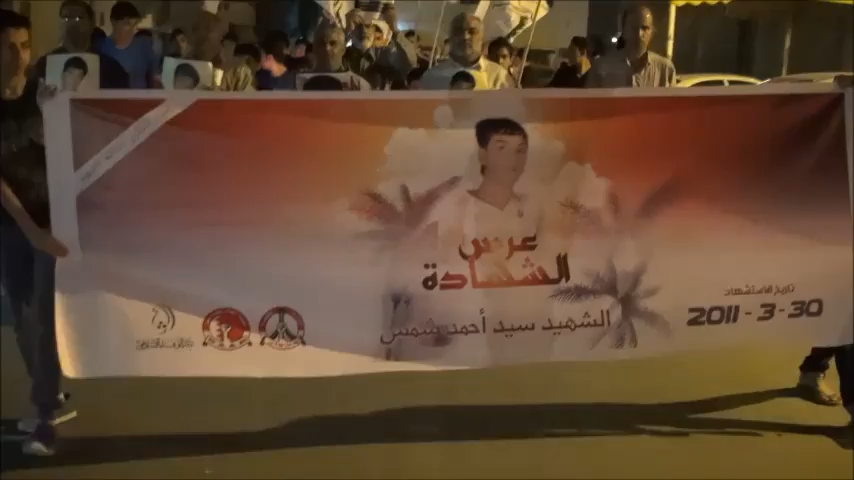 عرس
الشهادة
الشهيد سيد أحمد شمس
تاريخ الاستشهاد
2011-3-30